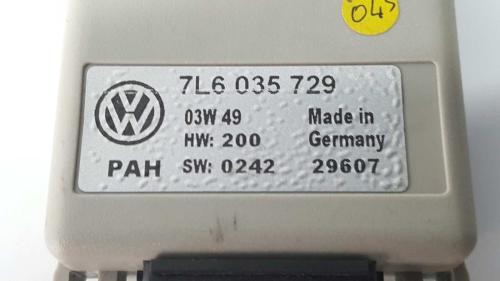 045
7L6 035 729
03W 49 Made in
HW: 200 Germany
PAH SW: 0242 29607